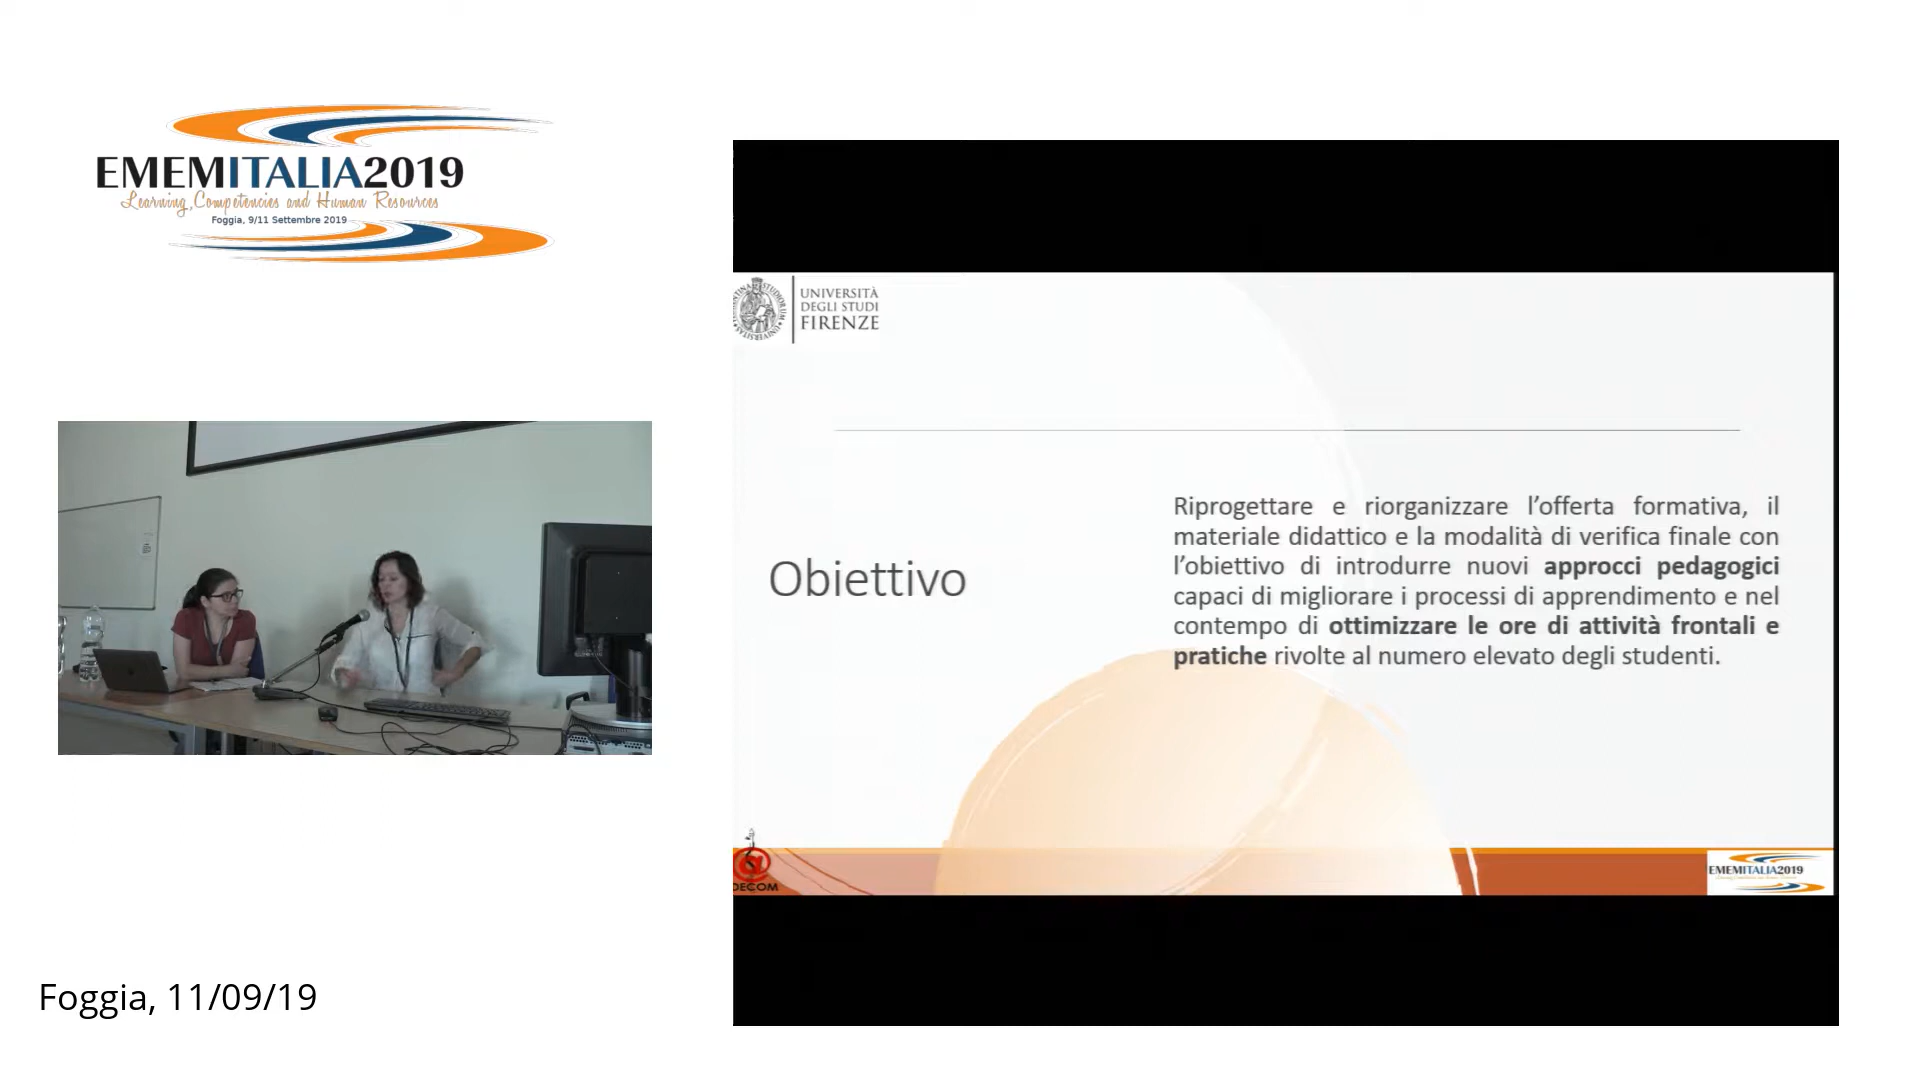 EMEMITALIA2019
Learning, Competencies and Human Resources
Foggia, 9/11 Settembre 2019
UNIVERSITÀ
DEGLI STUDI
FIRENZE
Obiettivo
Riprogettare e riorganizzare l’offerta formativa, il
materiale didattico e la modalità di verifica finale con
l’obiettivo di introdurre nuovi approcci pedagogici
capaci di migliorare i processi di apprendimento e nel
contempo di ottimizzare le ore di attività frontali e
pratiche rivolte al numero elevato degli studenti.
@
DECOM
EMEMITALIA2019
Foggia, 11/09/19